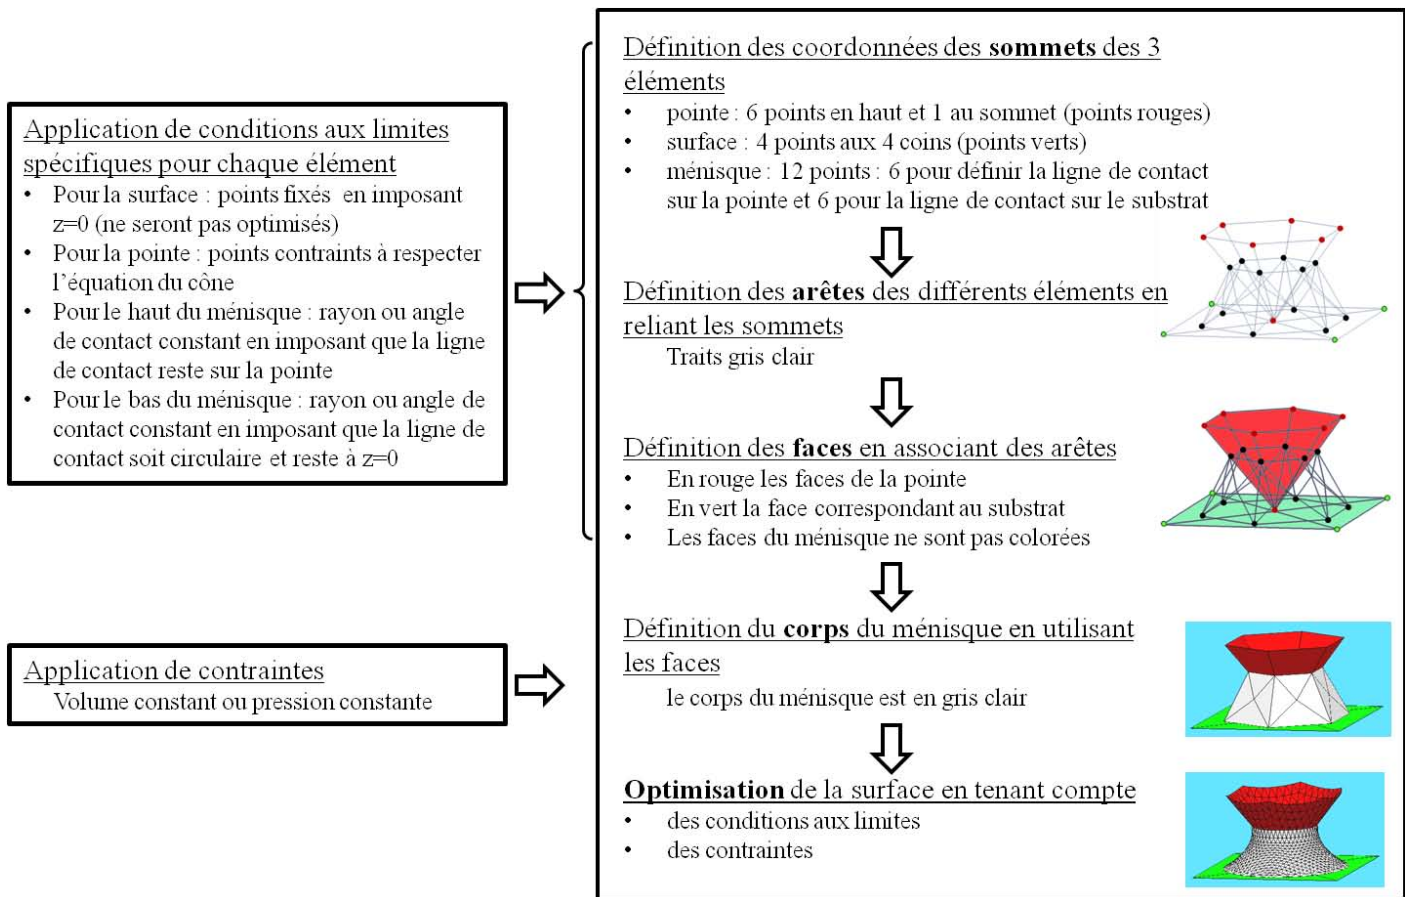 Application de conditions aux limites
spécifiques pour chaque élément
• Pour la surface : points fixés en imposant
z=0 (ne seront pas optimisés)
• Pour la pointe : points contraints à respecter
l’équation du cône
• Pour le haut du ménisque : rayon ou angle
de contact constant en imposant que la ligne
de contact reste sur la pointe
• Pour le bas du ménisque : rayon ou angle de
contact constant en imposant que la ligne de
contact soit circulaire et reste à z=0
Application de contraintes
Volume constant ou pression constante
Définition des coordonnées des sommets des 3
éléments
• pointe : 6 points en haut et 1 au sommet (points rouges)
• surface : 4 points aux 4 coins (points verts)
• ménisque : 12 points : 6 pour définir la ligne de contact
sur la pointe et 6 pour la ligne de contact sur le substrat
Définition des arêtes des différents éléments en
reliant les sommets
Traits gris clair
Définition des faces en associant des arêtes
• En rouge les faces de la pointe
• En vert la face correspondant au substrat
• Les faces du ménisque ne sont pas colorées
Définition du corps du ménisque en utilisant
les faces
le corps du ménisque est en gris clair
Optimisation de la surface en tenant compte
• des conditions aux limites
• des contraintes